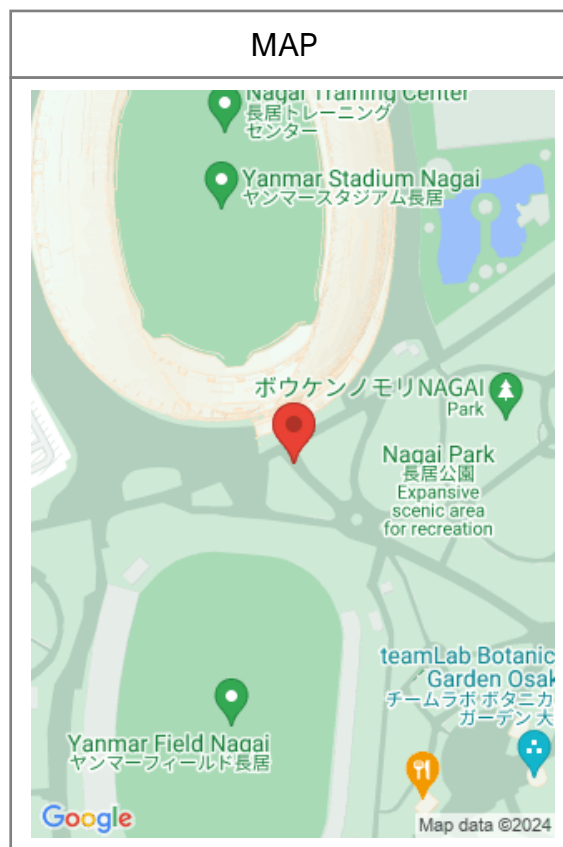 MAP
Nagai Training Center
長居トレーニング
センター
Yanmar Stadium Nagai
ヤンマースタジアム長居
ボウケンノモリNAGAI
Park
Nagai Park
長居公園
Expansive
scenic area
for recreation
teamLab Botanic
Garden Osak
チームラボ ボタニカ
ガーデン 大
Yanmar Field Nagai
ヤンマーフィールド長居
Google
Map data ©2024